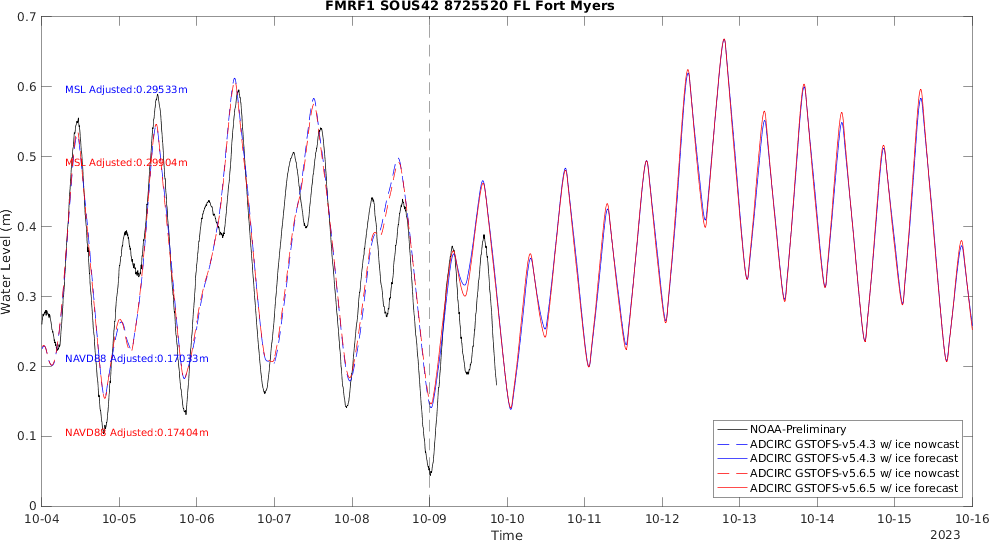 FMRF1 SOUS42 8725520 FL Fort Myers
0.7
0.6
0.5
0.4
0.3
0.2
0.1
0
Water Level (m)
MSL Adjusted:0.29533m
MSL Adjusted:0.29904m
NAVD88 Adjusted:0.17033m
NAVD88 Adjusted:0.17404m
NOAA-Preliminary
ADCIRC GSTOFS-v5.4.3 w/ ice nowcast
ADCIRC GSTOFS-v5.4.3 w/ ice forecast
ADCIRC GSTOFS-v5.6.5 w/ ice nowcast
ADCIRC GSTOFS-v5.6.5 w/ ice forecast
10-04 10-05 10-06 10-07 10-08 10-09 10-10 10-11 10-12 10-13 10-14 10-15 10-16
Time
2023